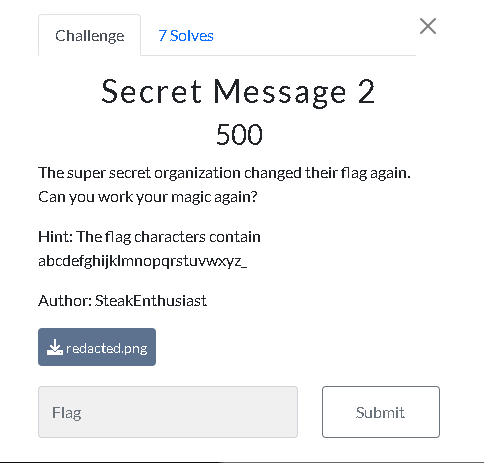 Challenge
7 Solves
Secret Message 2
500
The super secret organization changed their flag again.
Can you work your magic again?
Hint: The flag characters contain
abcdefghijklmnopqrstuvwxyz_
Author: SteakEnthusiast
redacted.png
Flag
Submit